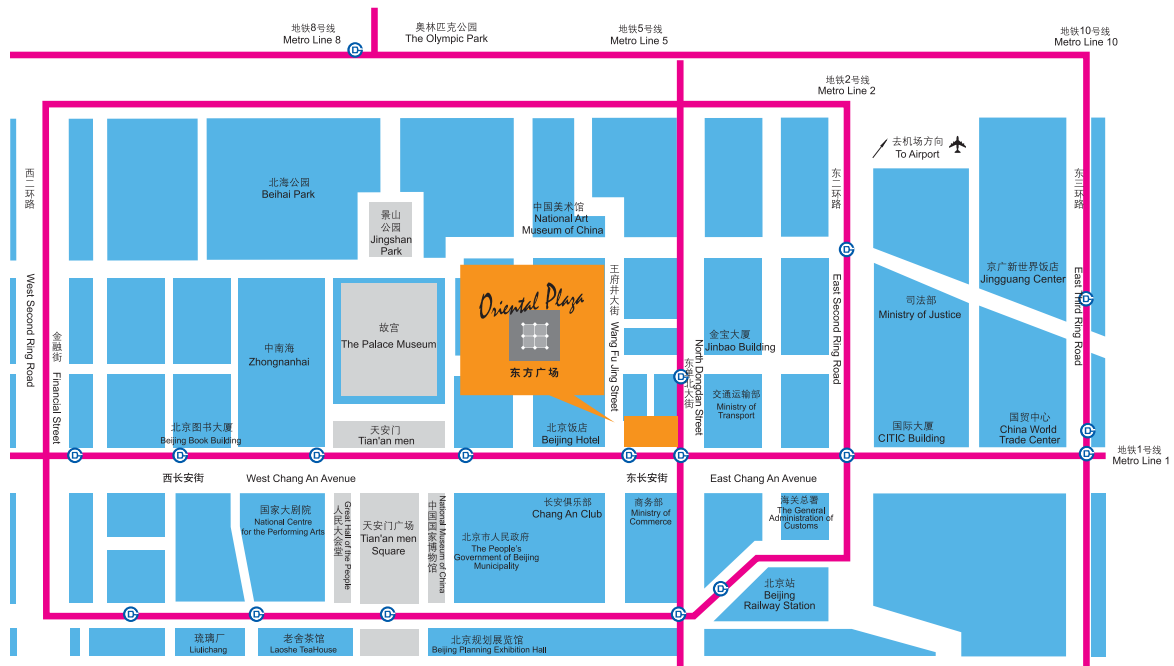 地铁8号线
Metro Line 8
奥林匹克公园
The Olympic Park
地铁5号线
Metro Line 5
地铁10号线
Metro Line 10
地铁2号线
Metro Line 2
去机场方向
To Airport
西二环路
West Second Ring Road
北海公园
Beihai Park
景山
公园
Jingshan
Park
中国美术馆
National Art
Museum of China
东二环路
East Second Ring Road
东三环路
East Third Ring Road
京广新世界饭店
Jingguang Center
司法部
Ministry of Justice
金融街
Financial Street
中南海
Zhongnanhai
故宫
The Palace Museum
Oriental Plaza
东方广场
王府井大街
Wang Fu Jing Street
金宝大厦
Jinbao Building
东单北大街
North Dongdan Street
交通运输部
Ministry of
Transport
北京图书大厦
Beijing Book Building
天安门
Tian'an men
北京饭店
Beijing Hotel
国际大厦
CITIC Building
国贸中心
China World
Trade Center
地铁1号线
Metro Line 1
西长安街
West Chang An Avenue
东长安街
East Chang An Avenue
国家大剧院
National Centre
for the Performing Arts
人民大会堂
Great Hall of the People
天安门广场
Tian'an men
Square
中国国家博物馆
National Museum of China
北京市人民政府
The People's
Government of Beijing
Municipality
长安俱乐部
Chang An Club
商务部
Ministry of
Commerce
海关总署
The General
Administration of
Customs
北京站
Beijing
Railway Station
琉璃厂
Liulichang
老舍茶馆
Laoshe TeaHouse
北京规划展览馆
Beijing Planning Exhibition Hall